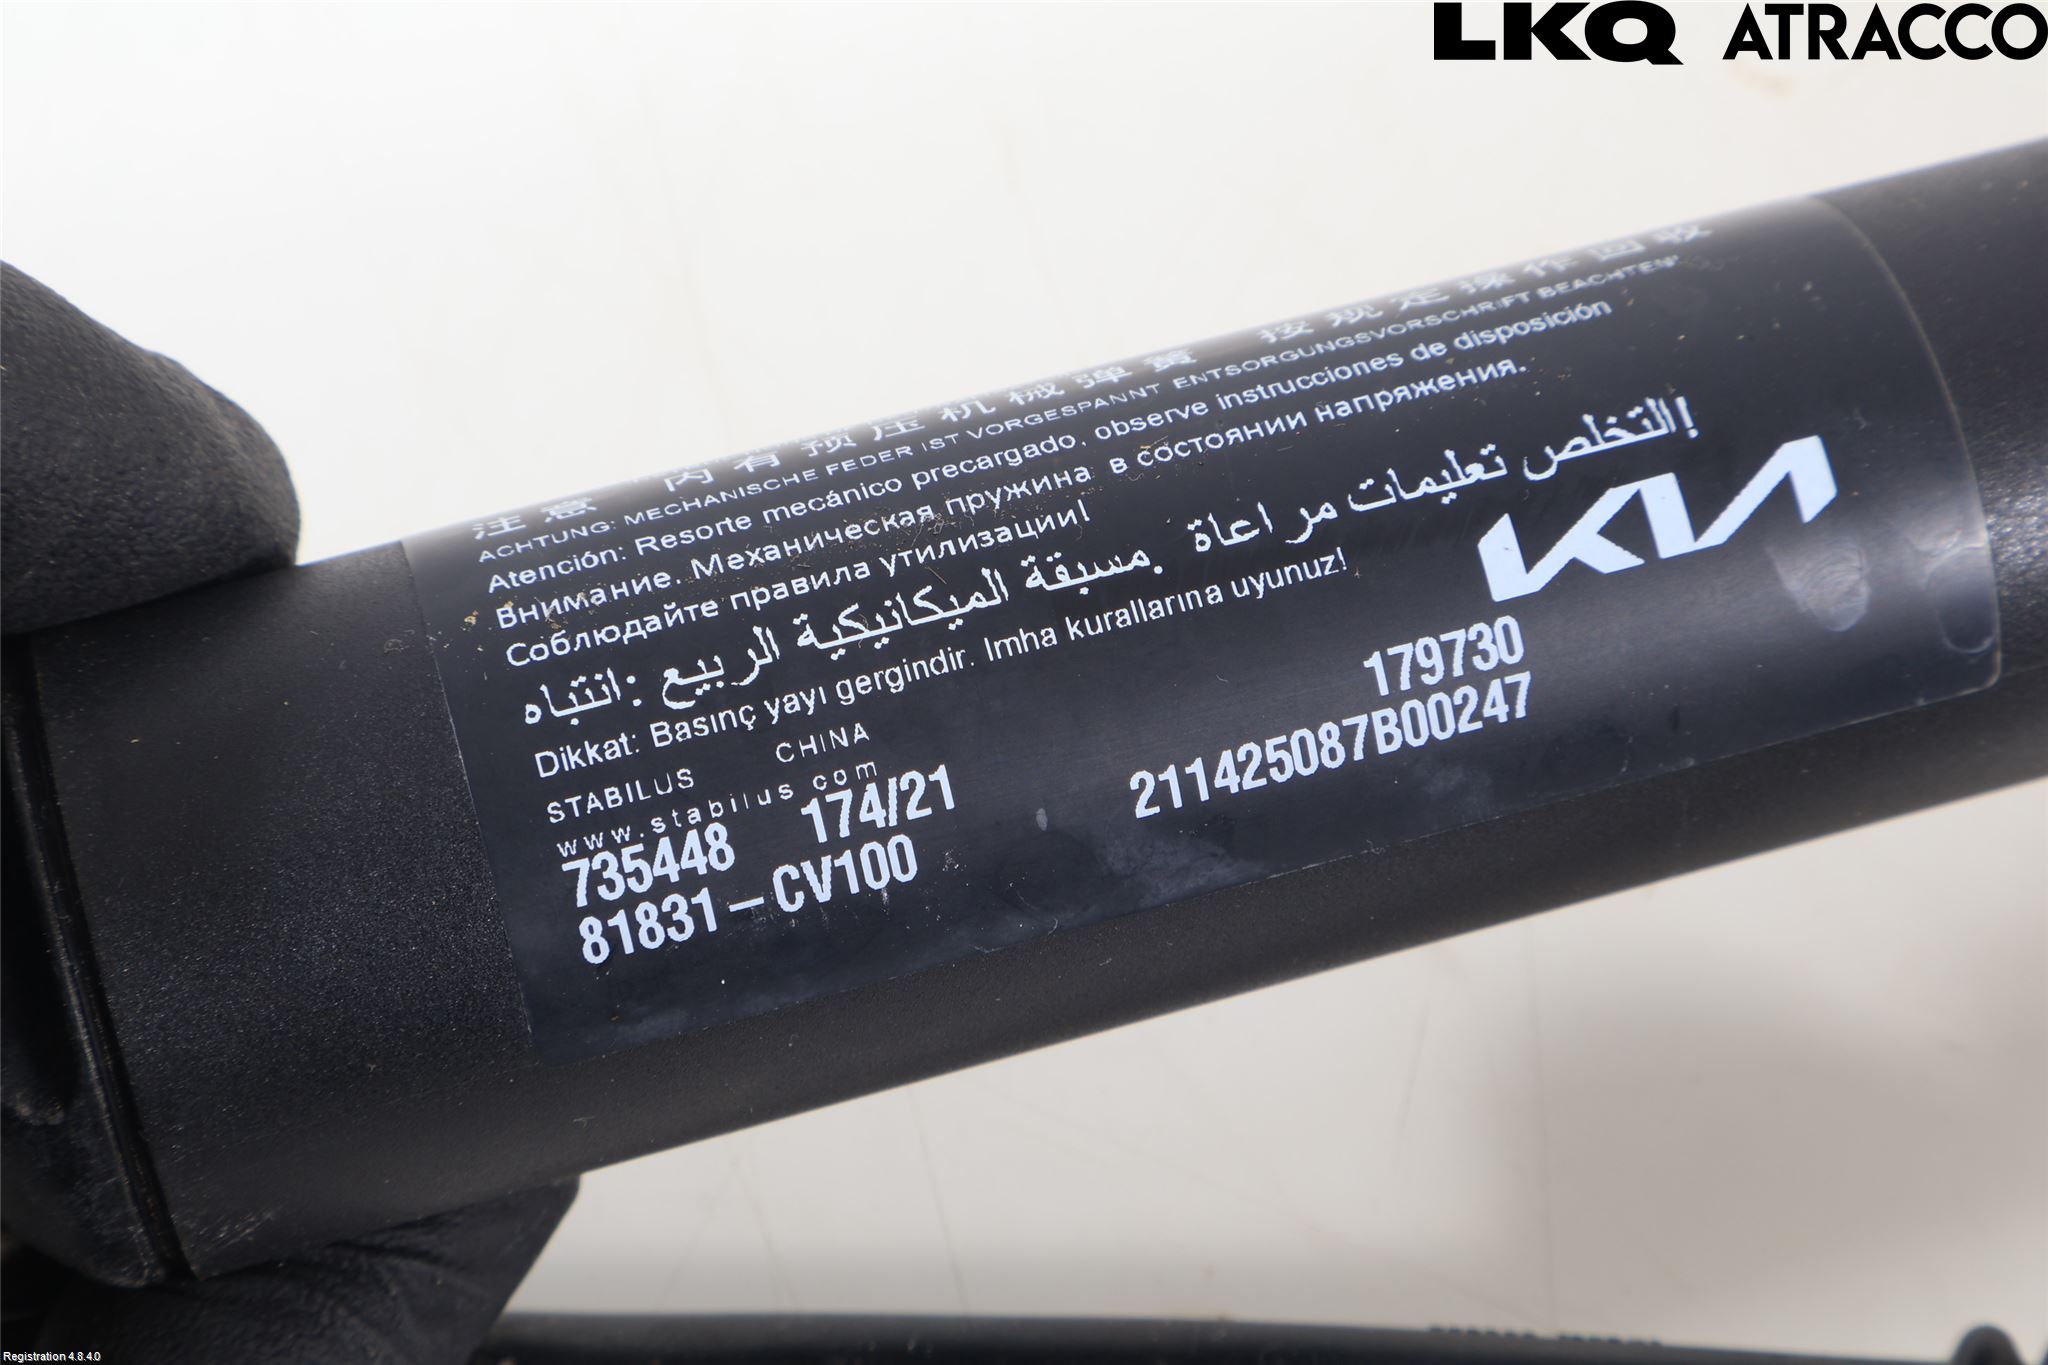 LKQ ATRACCO
注意 内有预压机械弹簧 按规定操作回收
ACHTUNG: MECHANISCHE FEDER IST VORGESPANNT ENTSORGUNGSVORSCHRIFT BEACHTEN!
Atención: Resorte mecánico precargado, observe instrucciones de disposición
Внимание. Механическая пружина в состоянии напряжения.
Соблюдайте правила утилизации!
انتباه: الربيع الميكانيكية مسبقة. مراعاة تعليمات التخلص!
Dikkat: Basınç yayı gergindir. Imha kurallarına uyunuz!
KIA
STABILUS CHINA
www.stabilus.com
179730
735448 174/21
211425087B00247
81831-CV100
Registration 4.8.4.0